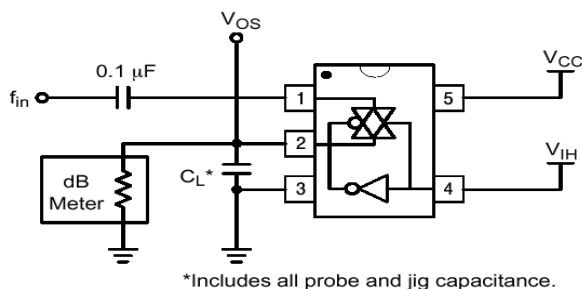 V_OS
0.1 μF
V_CC
f_in
1
5
2
V_IH
dB
Meter
C_L*
3
4
*Includes all probe and jig capacitance.